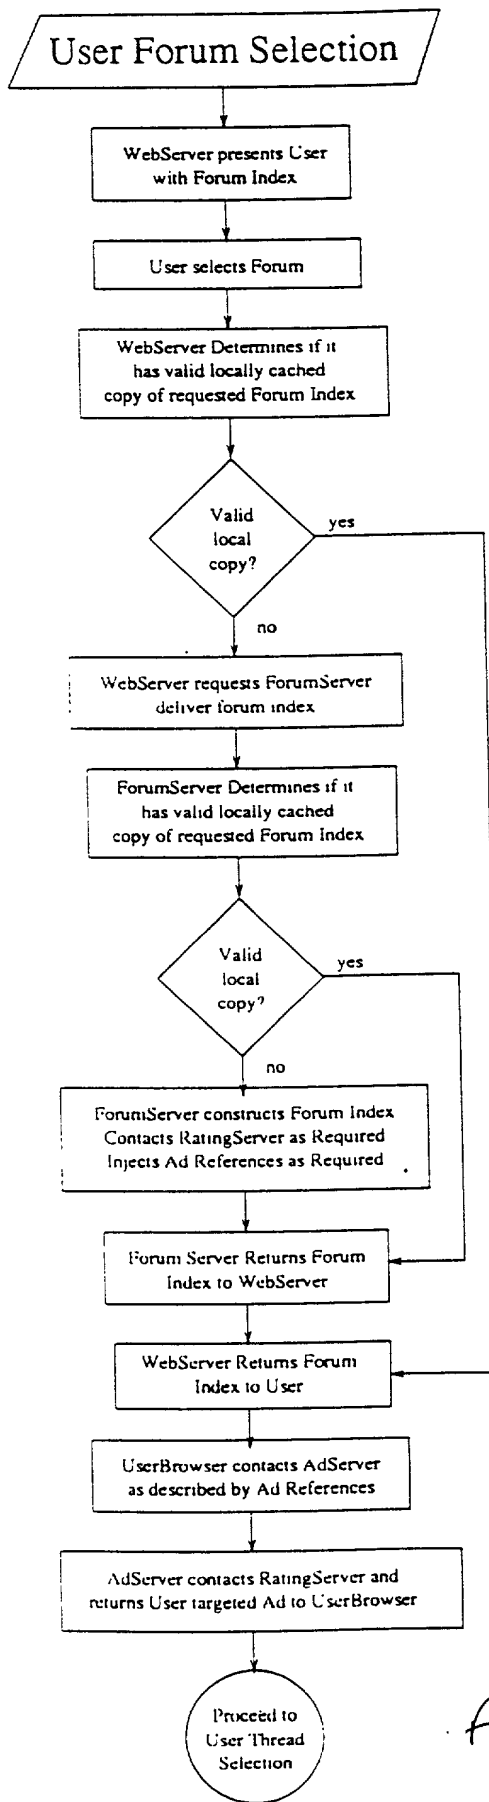 User Forum Selection
WebServer presents User
with Forum Index
User selects Forum
WebServer Determines if it
has valid locally cached
copy of requested Forum Index
Valid
local
copy?
yes
no
WebServer requests ForumServer
deliver forum index
ForumServer Determines if it
has valid locally cached
copy of requested Forum Index
Valid
local
copy?
yes
no
ForumServer constructs Forum Index
Contacts RatingServer as Required
Injects Ad References as Required
Forum Server Returns Forum
Index to WebServer
WebServer Returns Forum
Index to User
UserBrowser contacts AdServer
as described by Ad References
AdServer contacts RatingServer and
returns User targeted Ad to UserBrowser
Proceed to
User Thread
Selection